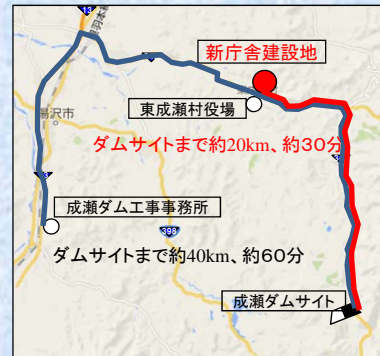 13
新庁舎建設地
東成瀬村役場
湯沢市
ダムサイトまで約20km、約30分
成瀬ダム工事事務所
398
ダムサイトまで約40km、約60分
成瀬ダムサイト